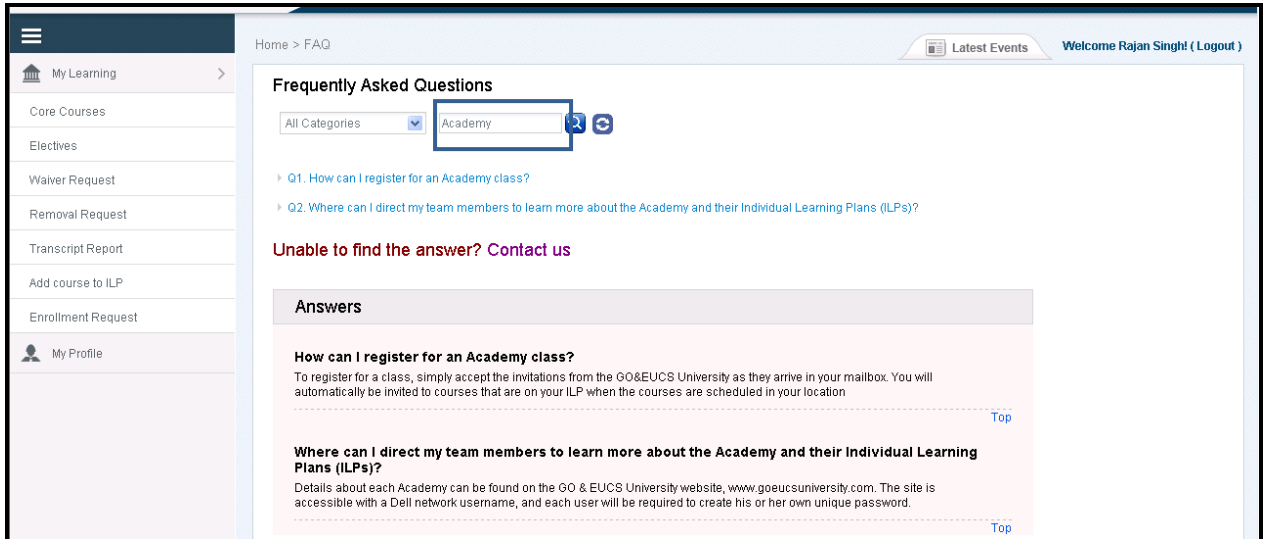 Home > FAQ
Latest Events
Welcome Rajan Singh! ( Logout )
My Learning
Core Courses
Electives
Waiver Request
Removal Request
Transcript Report
Add course to ILP
Enrollment Request
My Profile
Frequently Asked Questions
All Categories
Academy
Q1. How can I register for an Academy class?
Q2. Where can I direct my team members to learn more about the Academy and their Individual Learning Plans (ILPs)?
Unable to find the answer? Contact us
Answers
How can I register for an Academy class?
To register for a class, simply accept the invitations from the GO&EUCS University as they arrive in your mailbox. You will
automatically be invited to courses that are on your ILP when the courses are scheduled in your location
Top
Where can I direct my team members to learn more about the Academy and their Individual Learning
Plans (ILPs)?
Details about each Academy can be found on the GO & EUCS University website, www.goeucsuniversity.com. The site is
accessible with a Dell network username, and each user will be required to create his or her own unique password.
Top